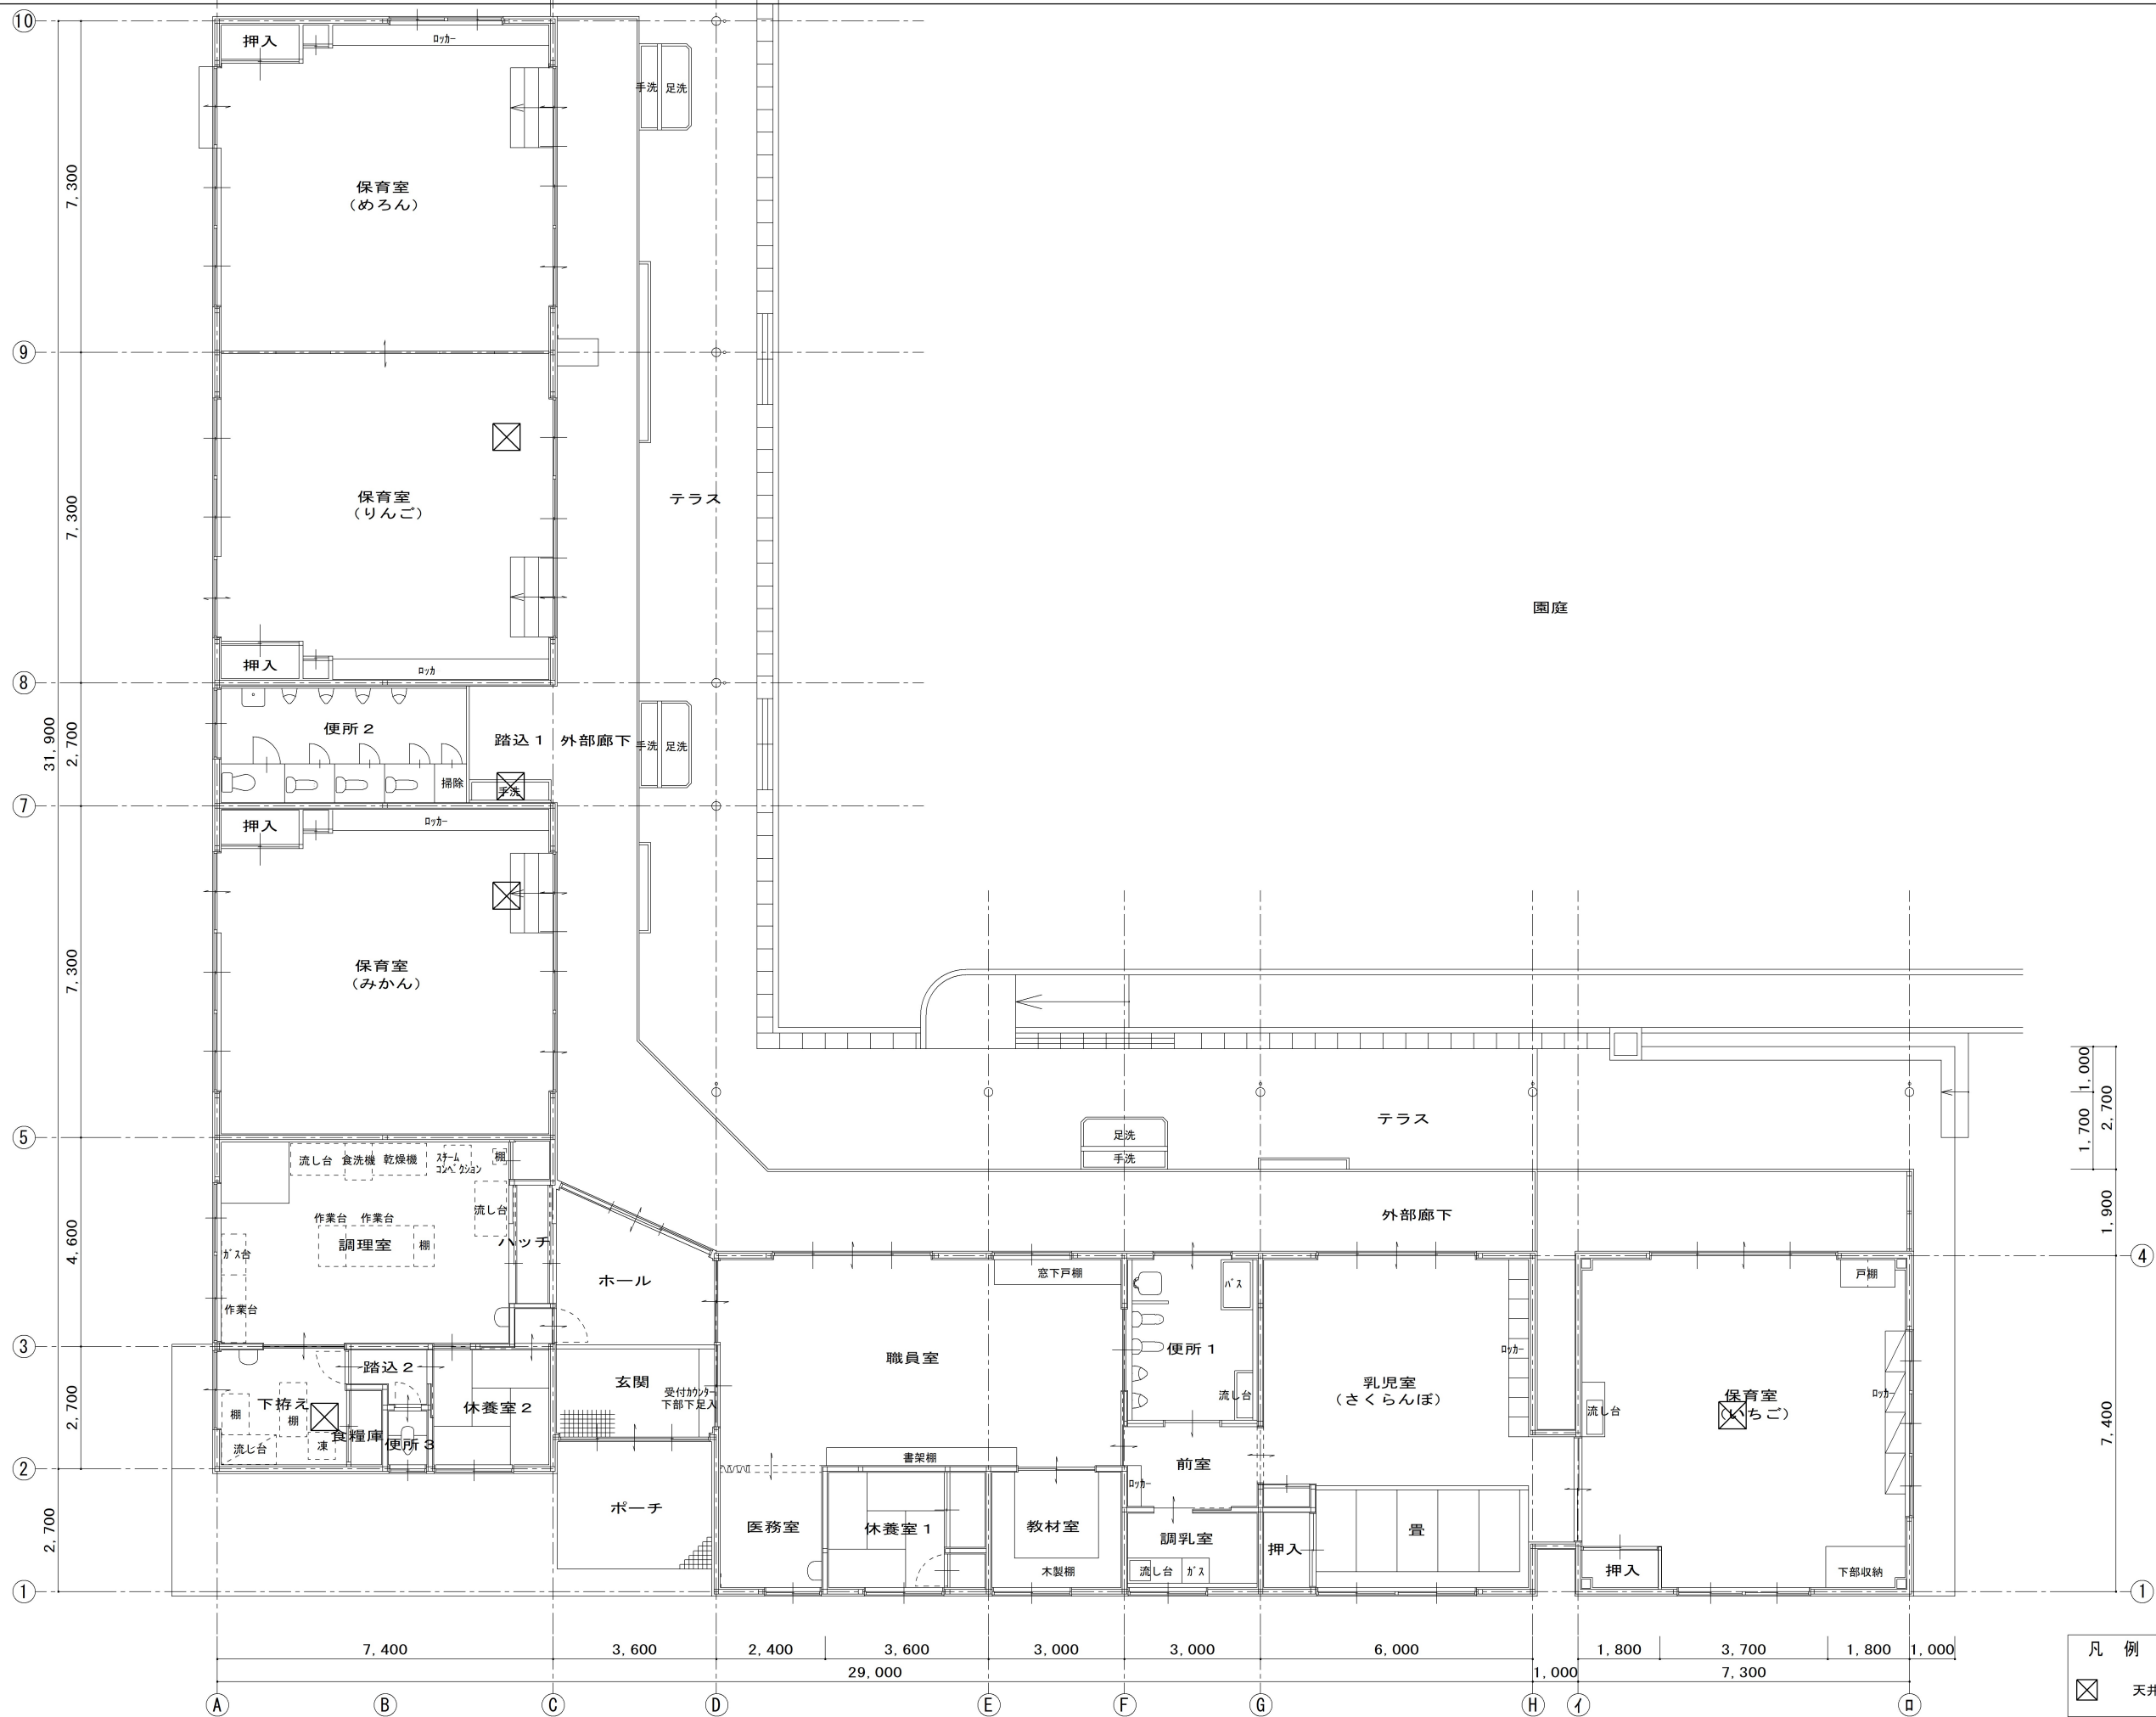 10
押入
ロッカー
手洗
足洗
7,300
保育室
(めろん)
9
7,300
保育室
(りんご)
テラス
園庭
押入
ロッカ
8
31,900
2,700
便所2
踏込1
外部廊下
手洗
足洗
掃除
手洗
7
押入
ロッカー
7,300
保育室
(みかん)
1,000
1,700
2,700
テラス
足洗
手洗
5
流し台
食洗機
乾燥機
スチーム
コンベクション
棚
流し台
作業台
作業台
調理室
棚
ガス台
ハッチ
作業台
4,600
ホール
外部廊下
1,900
4
窓下戸棚
バス
戸棚
3
踏込2
職員室
便所1
流し台
乳児室
(さくらんぼ)
ロッカー
流し台
保育室
(いちご)
ロッカー
7,400
2,700
下拵え
棚
棚
流し台
凍
食糧庫
便所3
休養室2
玄関
受付カウンター
下部下足入
2
書架棚
前室
ロッカー
2,700
ポーチ
医務室
休養室1
教材室
木製棚
調乳室
流し台
ガス
押入
畳
押入
下部収納
1
1
7,400
3,600
2,400
3,600
3,000
3,000
6,000
1,800
3,700
1,800
1,000
29,000
1,000
7,300
A
B
C
D
E
F
G
H
イ
ロ
凡 例
天井